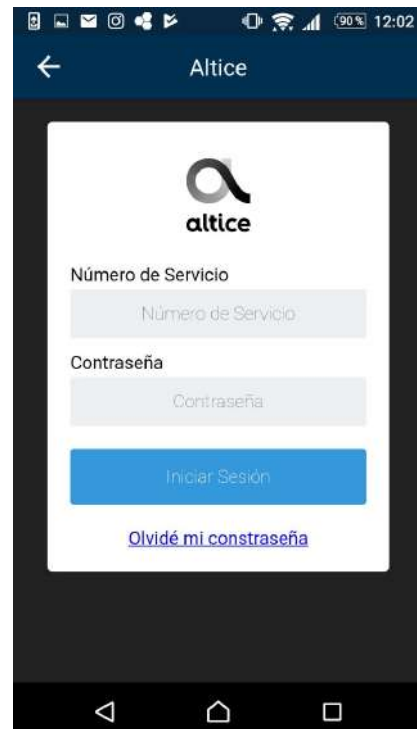 90% 12:02
Altice
altice
Número de Servicio
Número de Servicio
Contraseña
Contraseña
Iniciar Sesión
Olvidé mi constraseña